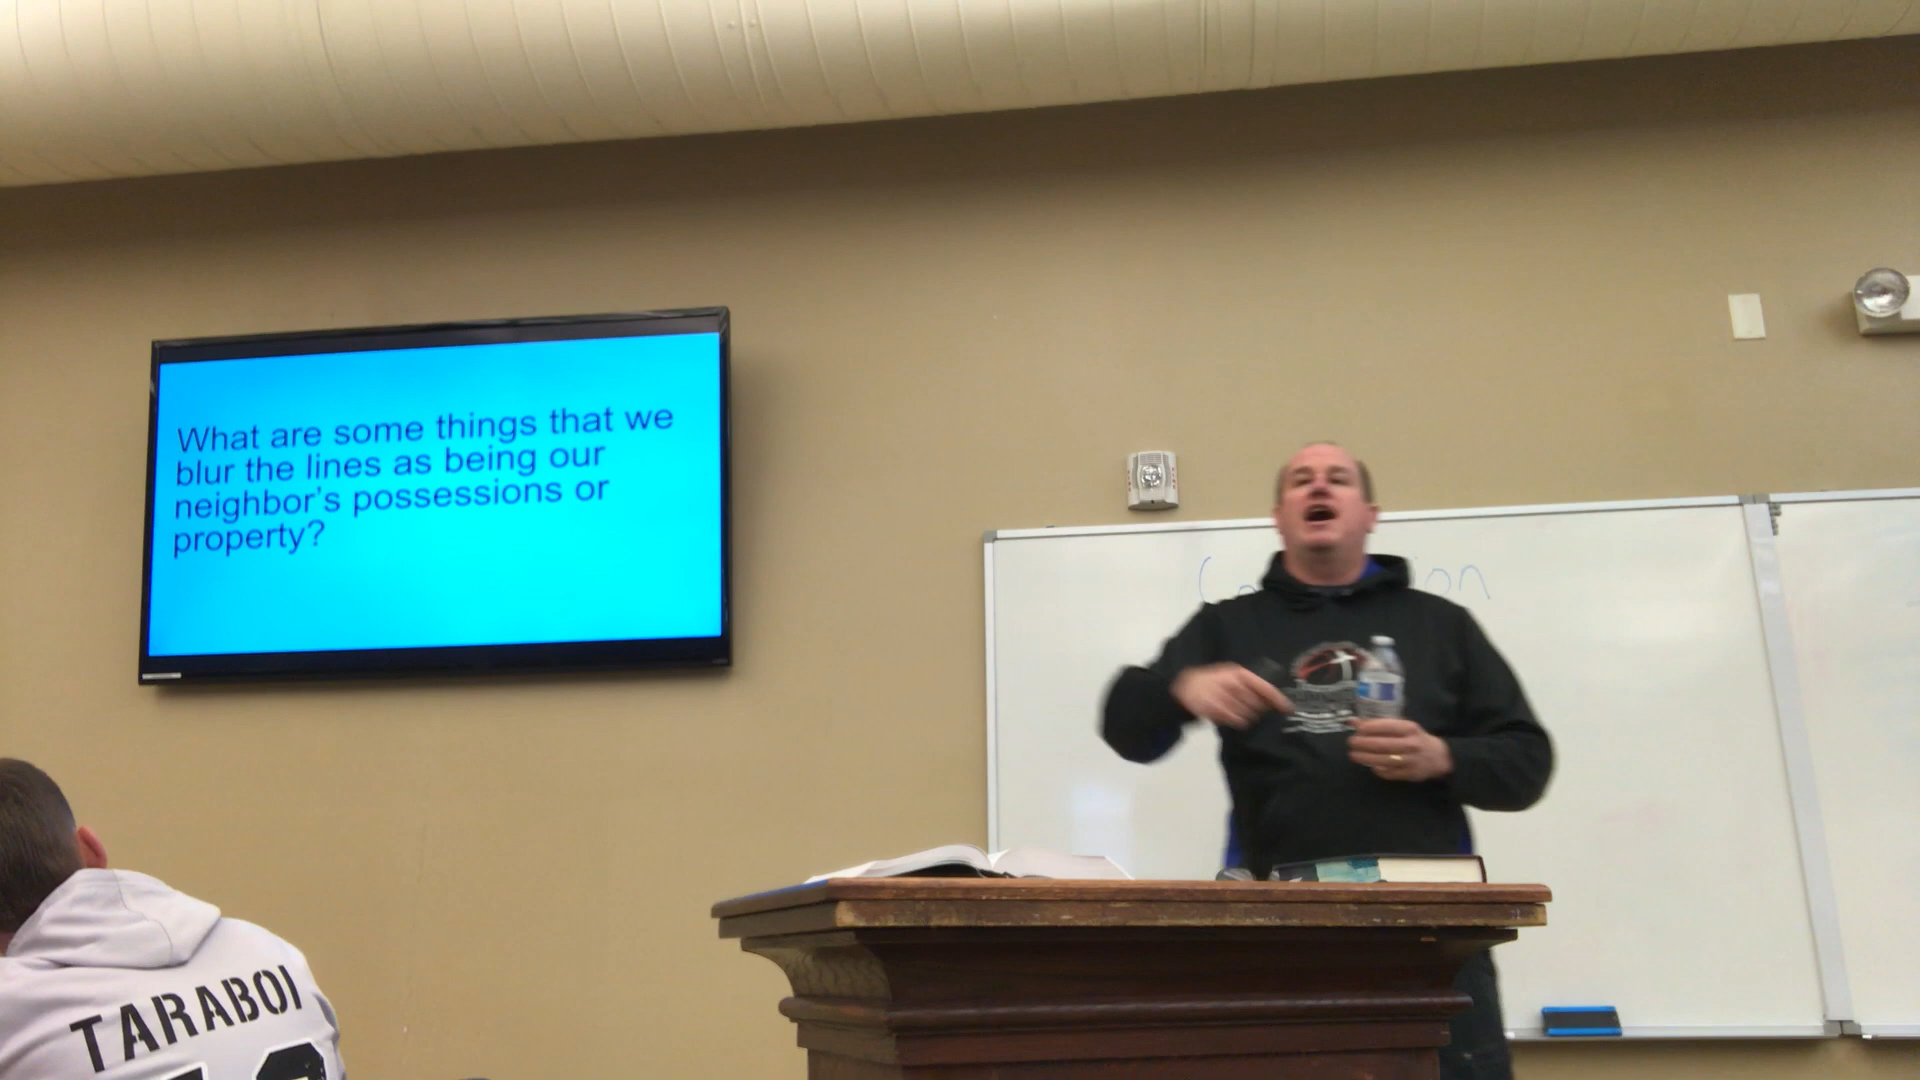 What are some things that we
blur the lines as being our
neighbor's possessions or
property?
TARABOI